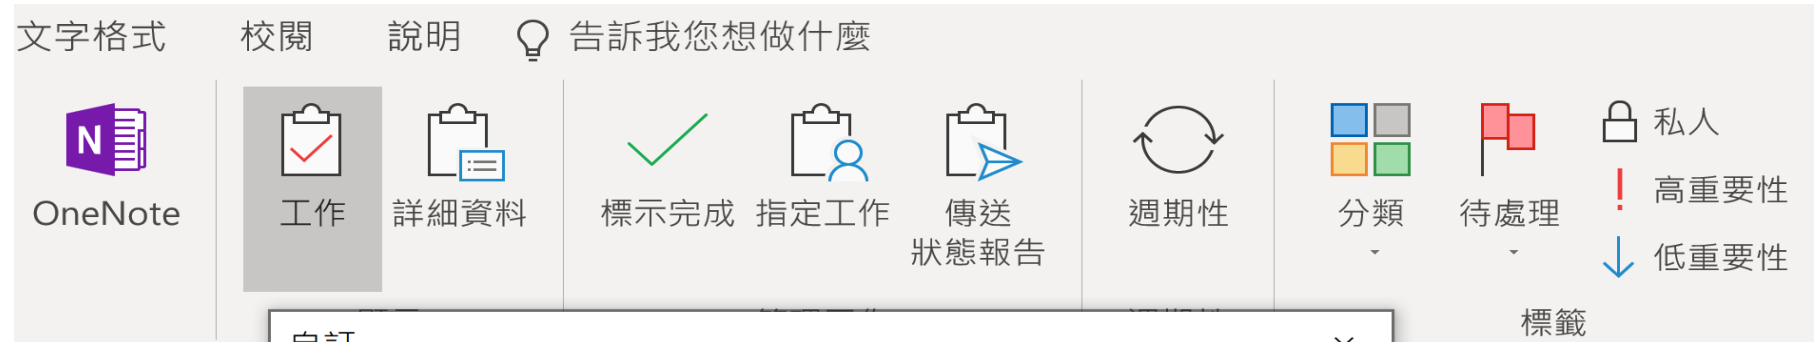 文字格式 校閱 說明 告訴我您想做什麼
N
OneNote 工作 詳細資料 標示完成 指定工作 傳送 週期性 分類 待處理 私人
狀態報告 高重要性
低重要性
標籤
自訂